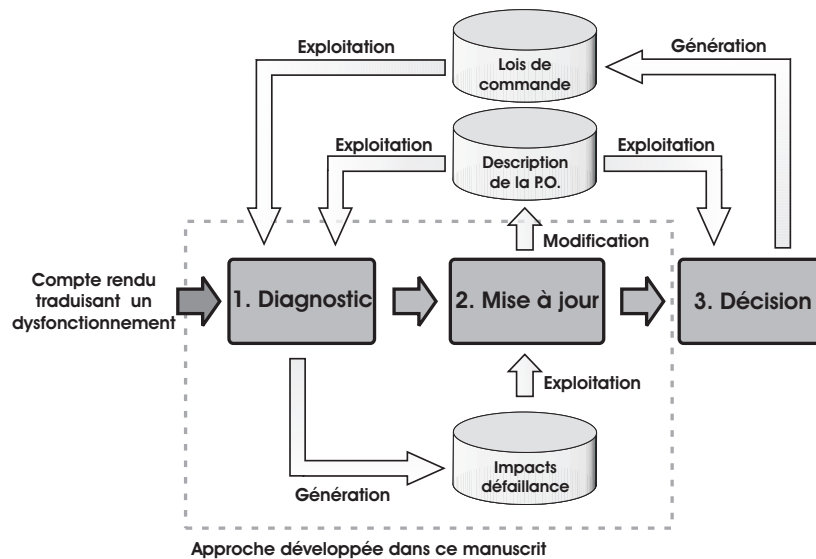 Exploitation
Génération
Lois de
commande
Exploitation
Exploitation
Description
de la P.O.
Modification
Compte rendu
traduisant un
dysfonctionnement
1. Diagnostic
2. Mise à jour
3. Décision
Exploitation
Génération
Impacts
défaillance
Approche développée dans ce manuscrit